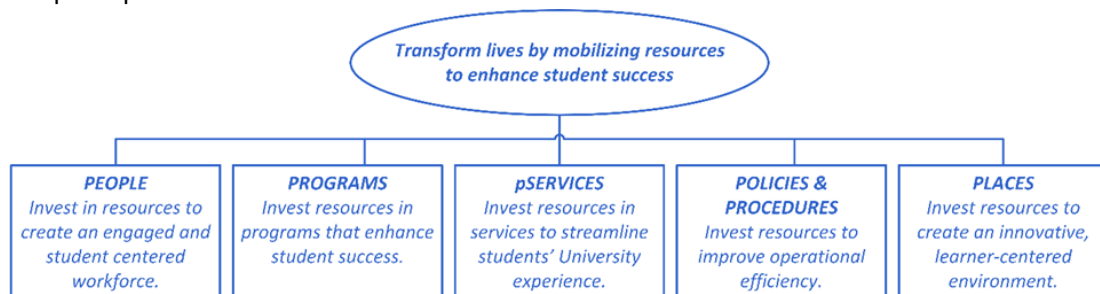 Transform lives by mobilizing resources
to enhance student success
PEOPLE
Invest in resources to
create an engaged and
student centered
workforce.
PROGRAMS
Invest resources in
programs that enhance
student success.
pSERVICES
Invest resources in
services to streamline
students’ University
experience.
POLICIES &
PROCEDURES
Invest resources to
improve operational
efficiency.
PLACES
Invest resources to
create an innovative,
learner-centered
environment.